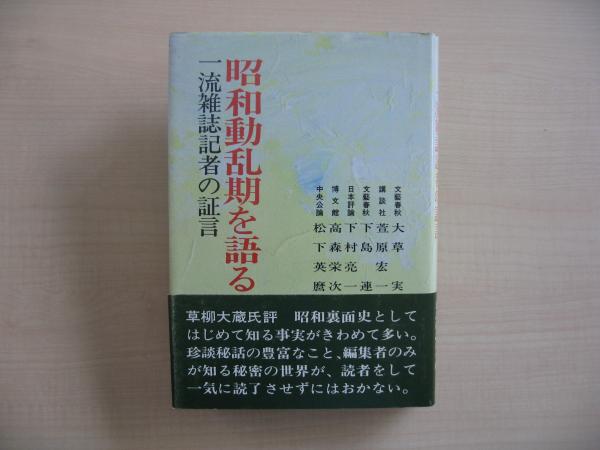 昭和動乱期を語る
一流雑誌記者の証言
文藝春秋 大草 実
講談社 萱原宏一
文藝春秋 下島 連
日本評論 下村亮一
博文館 高森栄次
中央公論 松下英麿
草柳大蔵氏評 昭和裏面史として
はじめて知る事実がきわめて多い。
珍談秘話の豊富なこと、編集者のみ
が知る秘密の世界が、読者をして
一気に読了させずにはおかない。